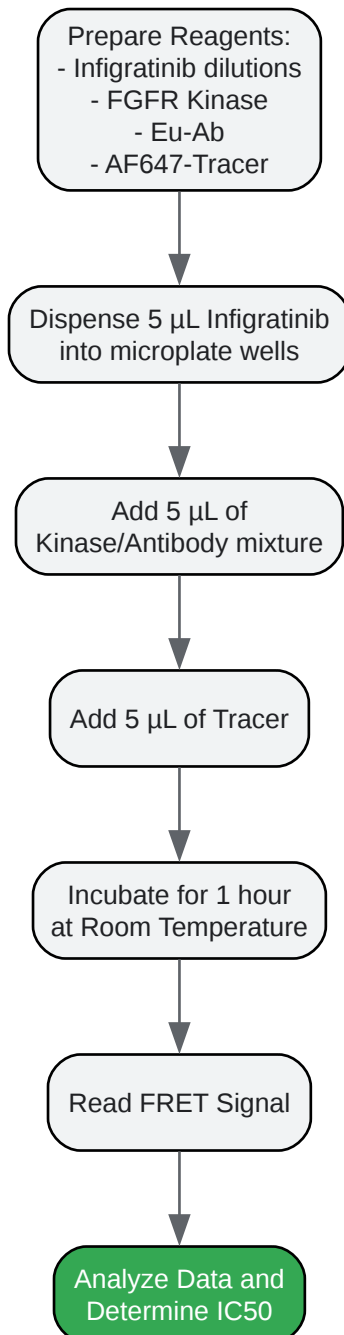 Prepare Reagents:
- Infigratinib dilutions
- FGFR Kinase
- Eu-Ab
- AF647-Tracer
Dispense 5 µL Infigratinib
into microplate wells
Add 5 µL of
Kinase/Antibody mixture
Add 5 µL of Tracer
Incubate for 1 hour
at Room Temperature
Read FRET Signal
Analyze Data and
Determine IC50